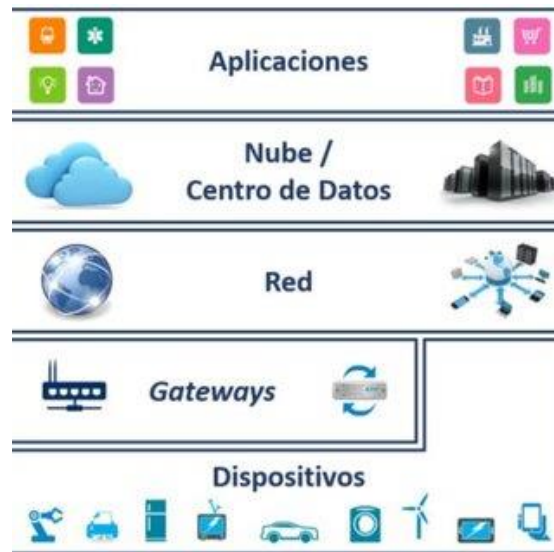 Aplicaciones
Nube /
Centro de Datos
Red
Gateways
Dispositivos